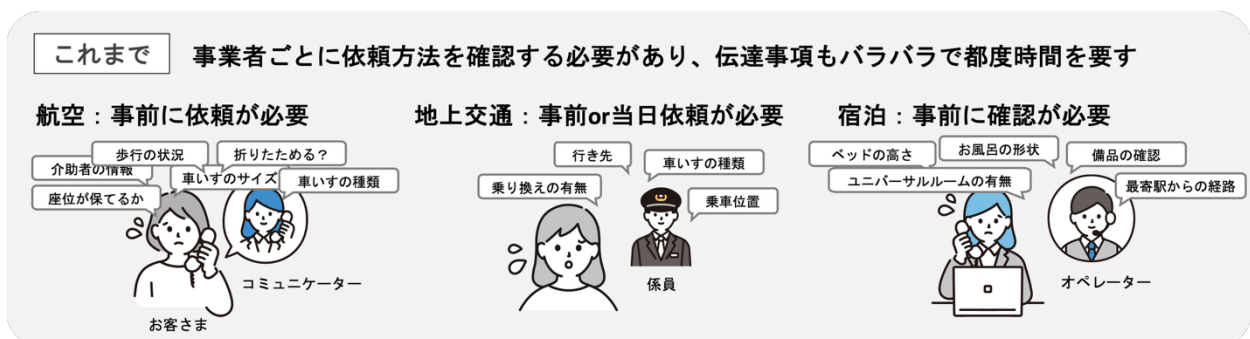 これまで
事業者ごとに依頼方法を確認する必要があり、伝達事項もバラバラで都度時間を要す
航空：事前に依頼が必要
歩行の状況
折りたためる？
介助者の情報
車いすのサイズ
車いすの種類
座位が保てるか
コミュニケーター
お客さま
地上交通：事前or当日依頼が必要
行き先
車いすの種類
乗り換えの有無
乗車位置
係員
宿泊：事前に確認が必要
ベッドの高さ
お風呂の形状
備品の確認
ユニバーサルルームの有無
最寄駅からの経路
オペレーター